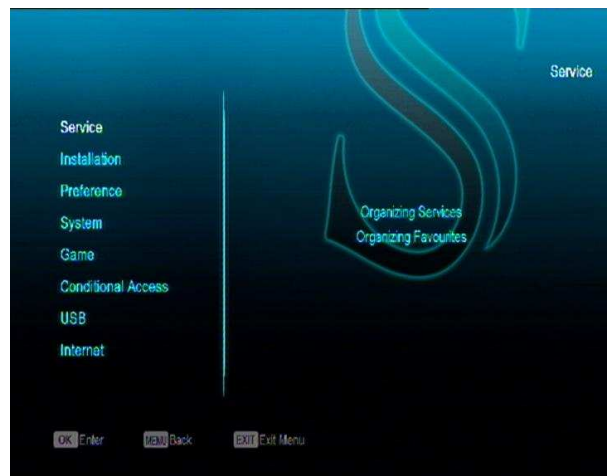 Service
Service
Installation
Preference
System
Game
Conditional Access
USB
Internet
Organizing Services
Organizing Favourites
OK Enter
MENU Back
EXIT Exit Menu